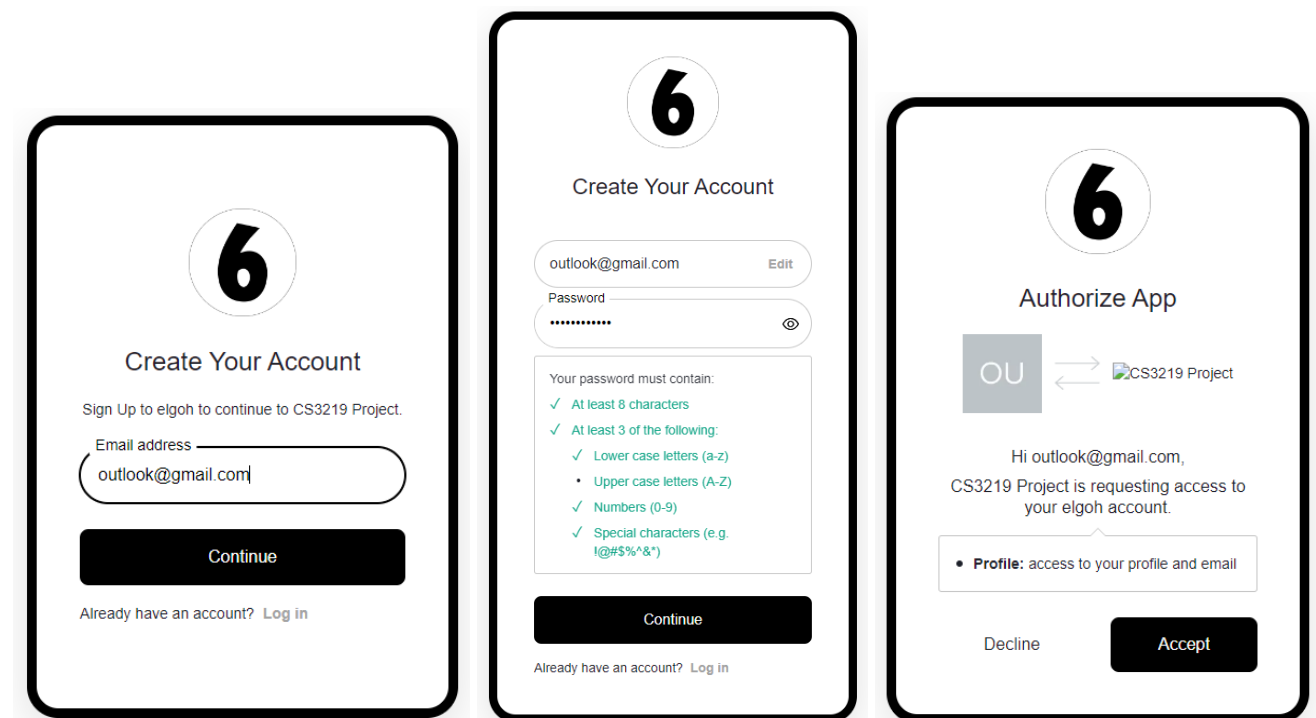 6
Create Your Account
Sign Up to elgoh to continue to CS3219 Project.
Email address
outlook@gmail.com
Continue
Already have an account? Log in
6
Create Your Account
outlook@gmail.com Edit
Password
••••••••••••
Your password must contain:
✓ At least 8 characters
✓ At least 3 of the following:
✓ Lower case letters (a-z)
• Upper case letters (A-Z)
✓ Numbers (0-9)
✓ Special characters (e.g.
!@#$%^&*)
Continue
Already have an account? Log in
6
Authorize App
OU CS3219 Project
Hi outlook@gmail.com,
CS3219 Project is requesting access to
your elgoh account.
• Profile: access to your profile and email
Decline Accept